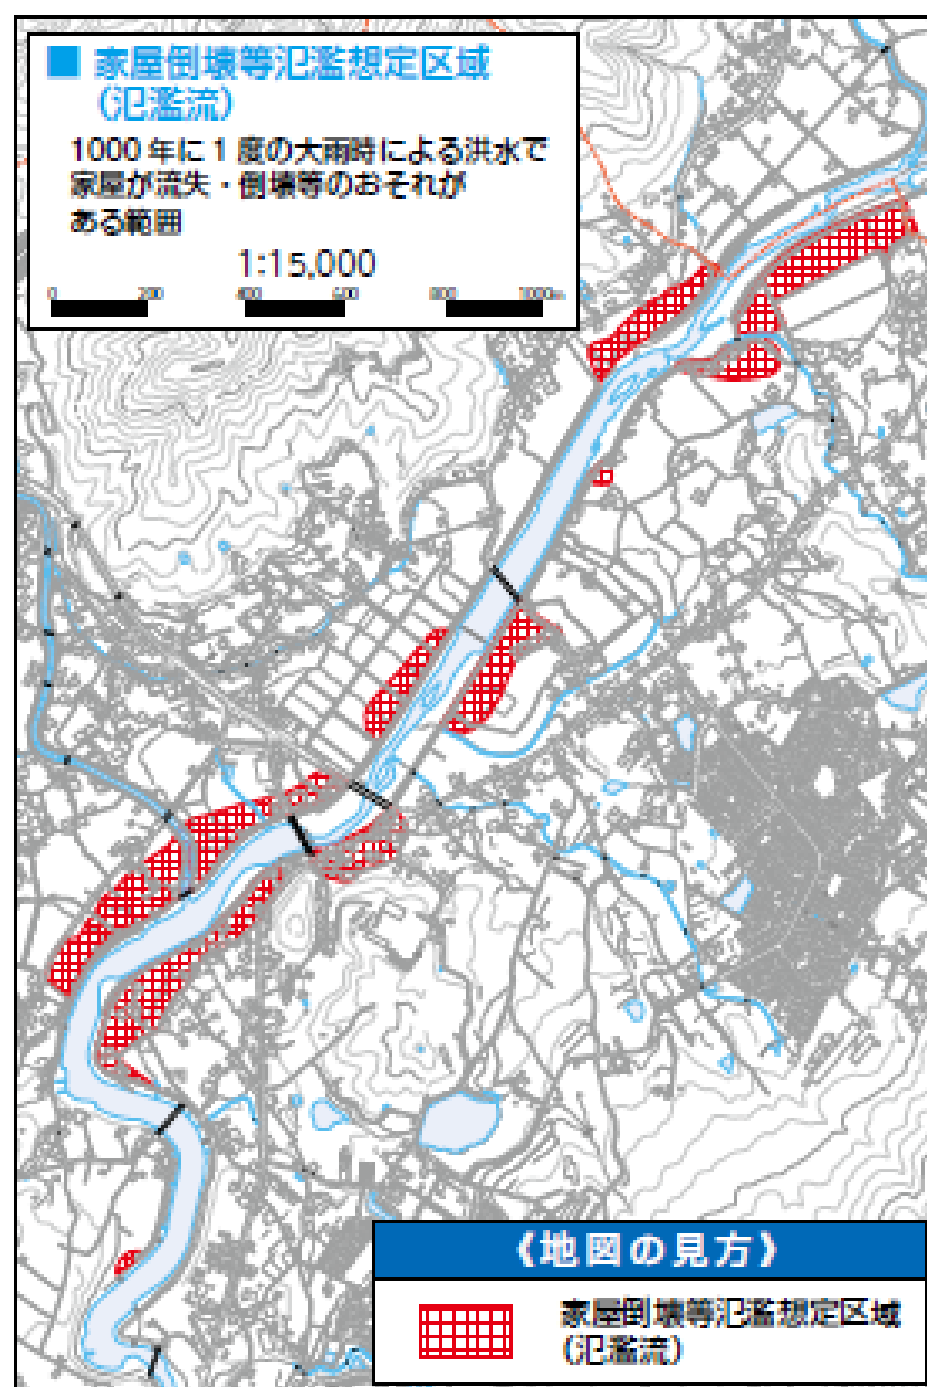 ■ 家屋倒壊等氾濫想定区域
(氾濫流)
1000年に1度の大雨時による洪水で
家屋が流失・倒壊等のおそれが
ある範囲
1:15,000
0 200 400 600 800 1000m
《地図の見方》
家屋倒壊等氾濫想定区域
(氾濫流)